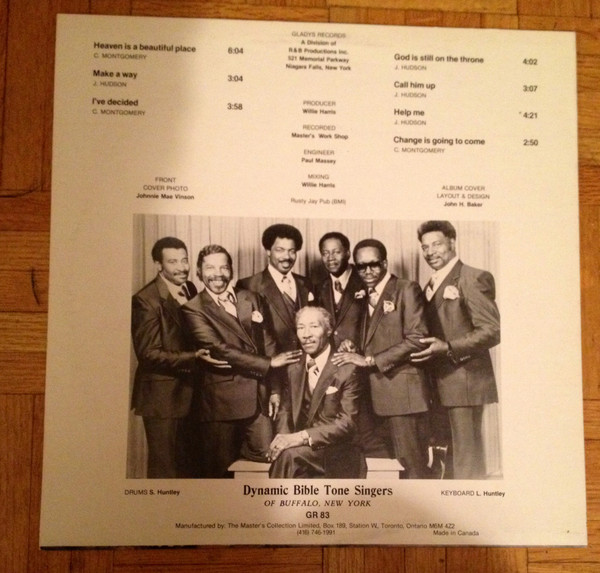 Heaven is a beautiful place 6:04
C. MONTGOMERY
Make a way 3:04
J. HUDSON
I've decided 3:58
C. MONTGOMERY
GLADYS RECORDS
A Division of
B&B Productions Inc.
521 Memorial Parkway
Niagara Falls, New York
PRODUCER
Willie Harris
RECORDED
Master's Work Shop
ENGINEER
Paul Massey
MIXING
Willie Harris
Rusty Jay Pub (BMI)
God is still on the throne 4:02
J. HUDSON
Call him up 3:07
J. HUDSON
Help me 4:21
J. HUDSON
Change is going to come 2:50
C. MONTGOMERY
FRONT
COVER PHOTO
Johnnie Mae Vinson
ALBUM COVER
LAYOUT & DESIGN
John H. Baker
DRUMS S. Huntley
Dynamic Bible Tone Singers
KEYBOARD L. Huntley
OF BUFFALO, NEW YORK
GR 83
Manufactured by: The Master's Collection Limited, Box 189, Station W, Toronto, Ontario M6M 4Z2
(416) 746-1991
Made in Canada